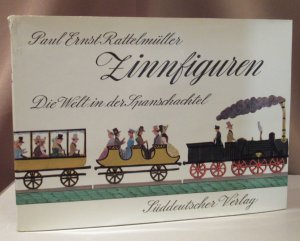 Paul Ernst Rattelmüller
Zinnfiguren
Die Welt in der Spanschachtel
Süddeutscher Verlag